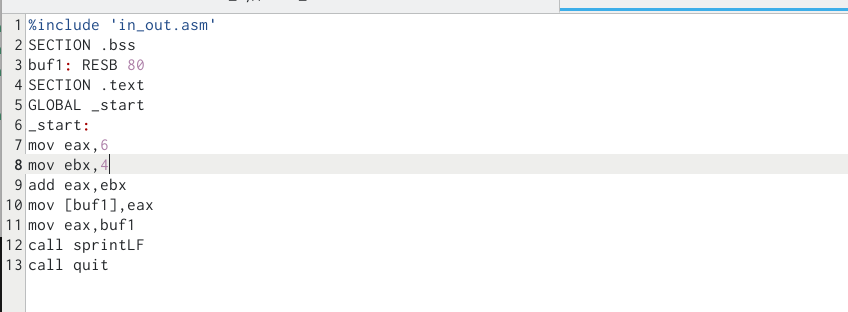 1 %include 'in_out.asm'
2 SECTION .bss
3 buf1: RESB 80
4 SECTION .text
5 GLOBAL _start
6 _start:
7 mov eax,6
8 mov ebx,4
9 add eax,ebx
10 mov [buf1],eax
11 mov eax,buf1
12 call sprintLF
13 call quit